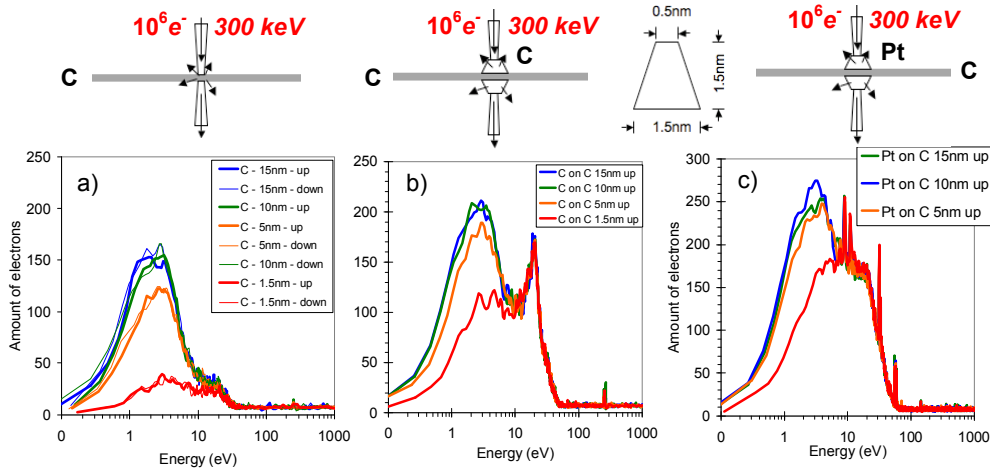 10⁶e⁻ 300 keV
C
10⁶e⁻ 300 keV
C
C
0.5nm
1.5nm
1.5nm
10⁶e⁻ 300 keV
Pt
C
a)
Amount of electrons
250
200
150
100
50
0
C - 15nm - up
C - 15nm - down
C - 10nm - up
C - 5nm - up
C - 5nm - down
C - 10nm - down
C - 1.5nm - up
C - 1.5nm - down
0 1 10 100 1000
Energy (eV)
b)
Amount of electrons
250
200
150
100
50
0
C on C 15nm up
C on C 10nm up
C on C 5nm up
C on C 1.5nm up
0 1 10 100 1000
Energy (eV)
c)
Amount of electrons
300
250
200
150
100
50
0
Pt on C 15nm up
Pt on C 10nm up
Pt on C 5nm up
0 1 10 100 1000
Energy (eV)